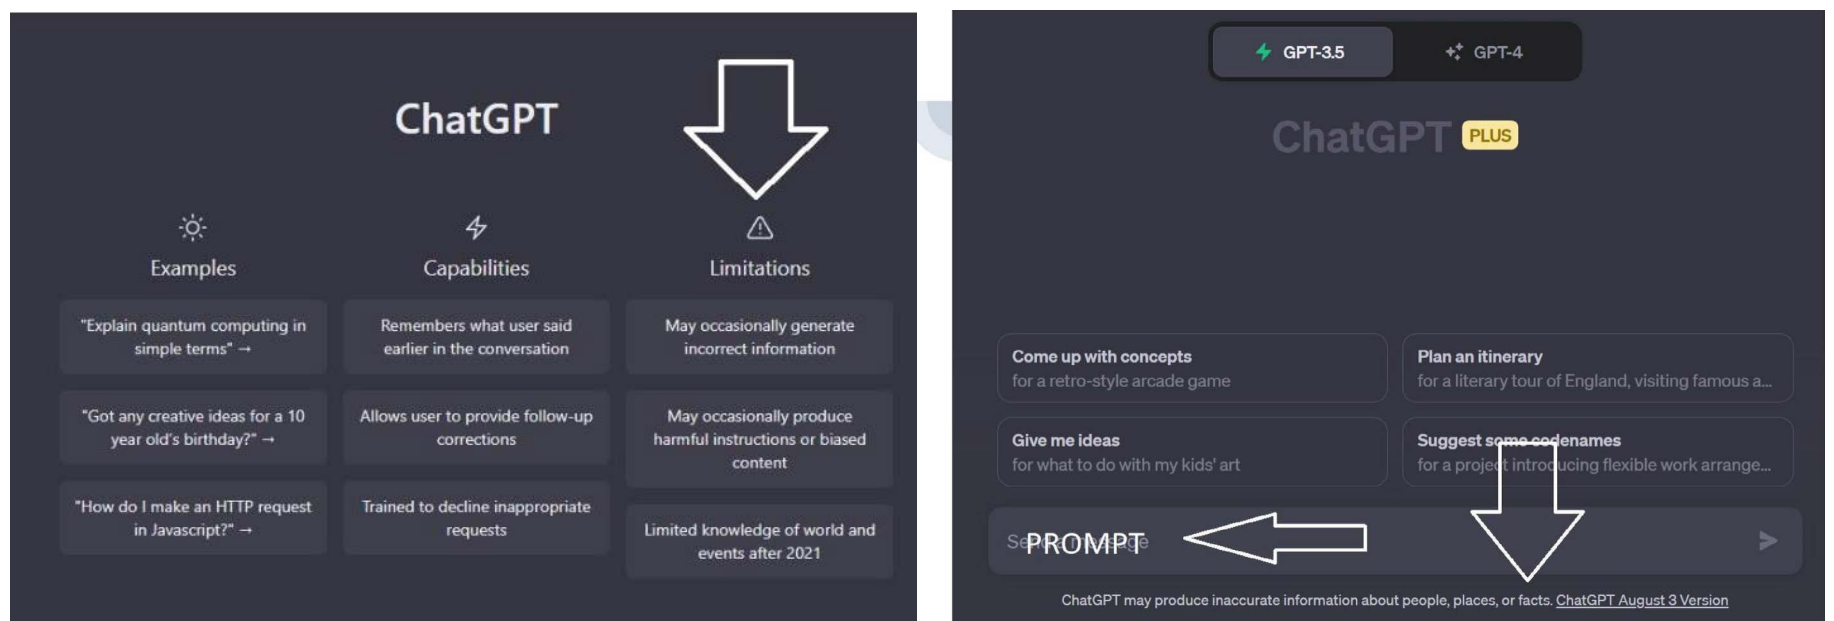 ChatGPT
Examples
"Explain quantum computing in
simple terms" →
"Got any creative ideas for a 10
year old's birthday?" →
"How do I make an HTTP request
in Javascript?" →
Capabilities
Remembers what user said
earlier in the conversation
Allows user to provide follow-up
corrections
Trained to decline inappropriate
requests
Limitations
May occasionally generate
incorrect information
May occasionally produce
harmful instructions or biased
content
Limited knowledge of world and
events after 2021
GPT-3.5
GPT-4
ChatGPT PLUS
Come up with concepts
for a retro-style arcade game
Plan an itinerary
for a literary tour of England, visiting famous a...
Give me ideas
for what to do with my kids' art
Suggest some codenames
for a project introducing flexible work arrange...
Send a message
PROMPT
ChatGPT may produce inaccurate information about people, places, or facts. ChatGPT August 3 Version